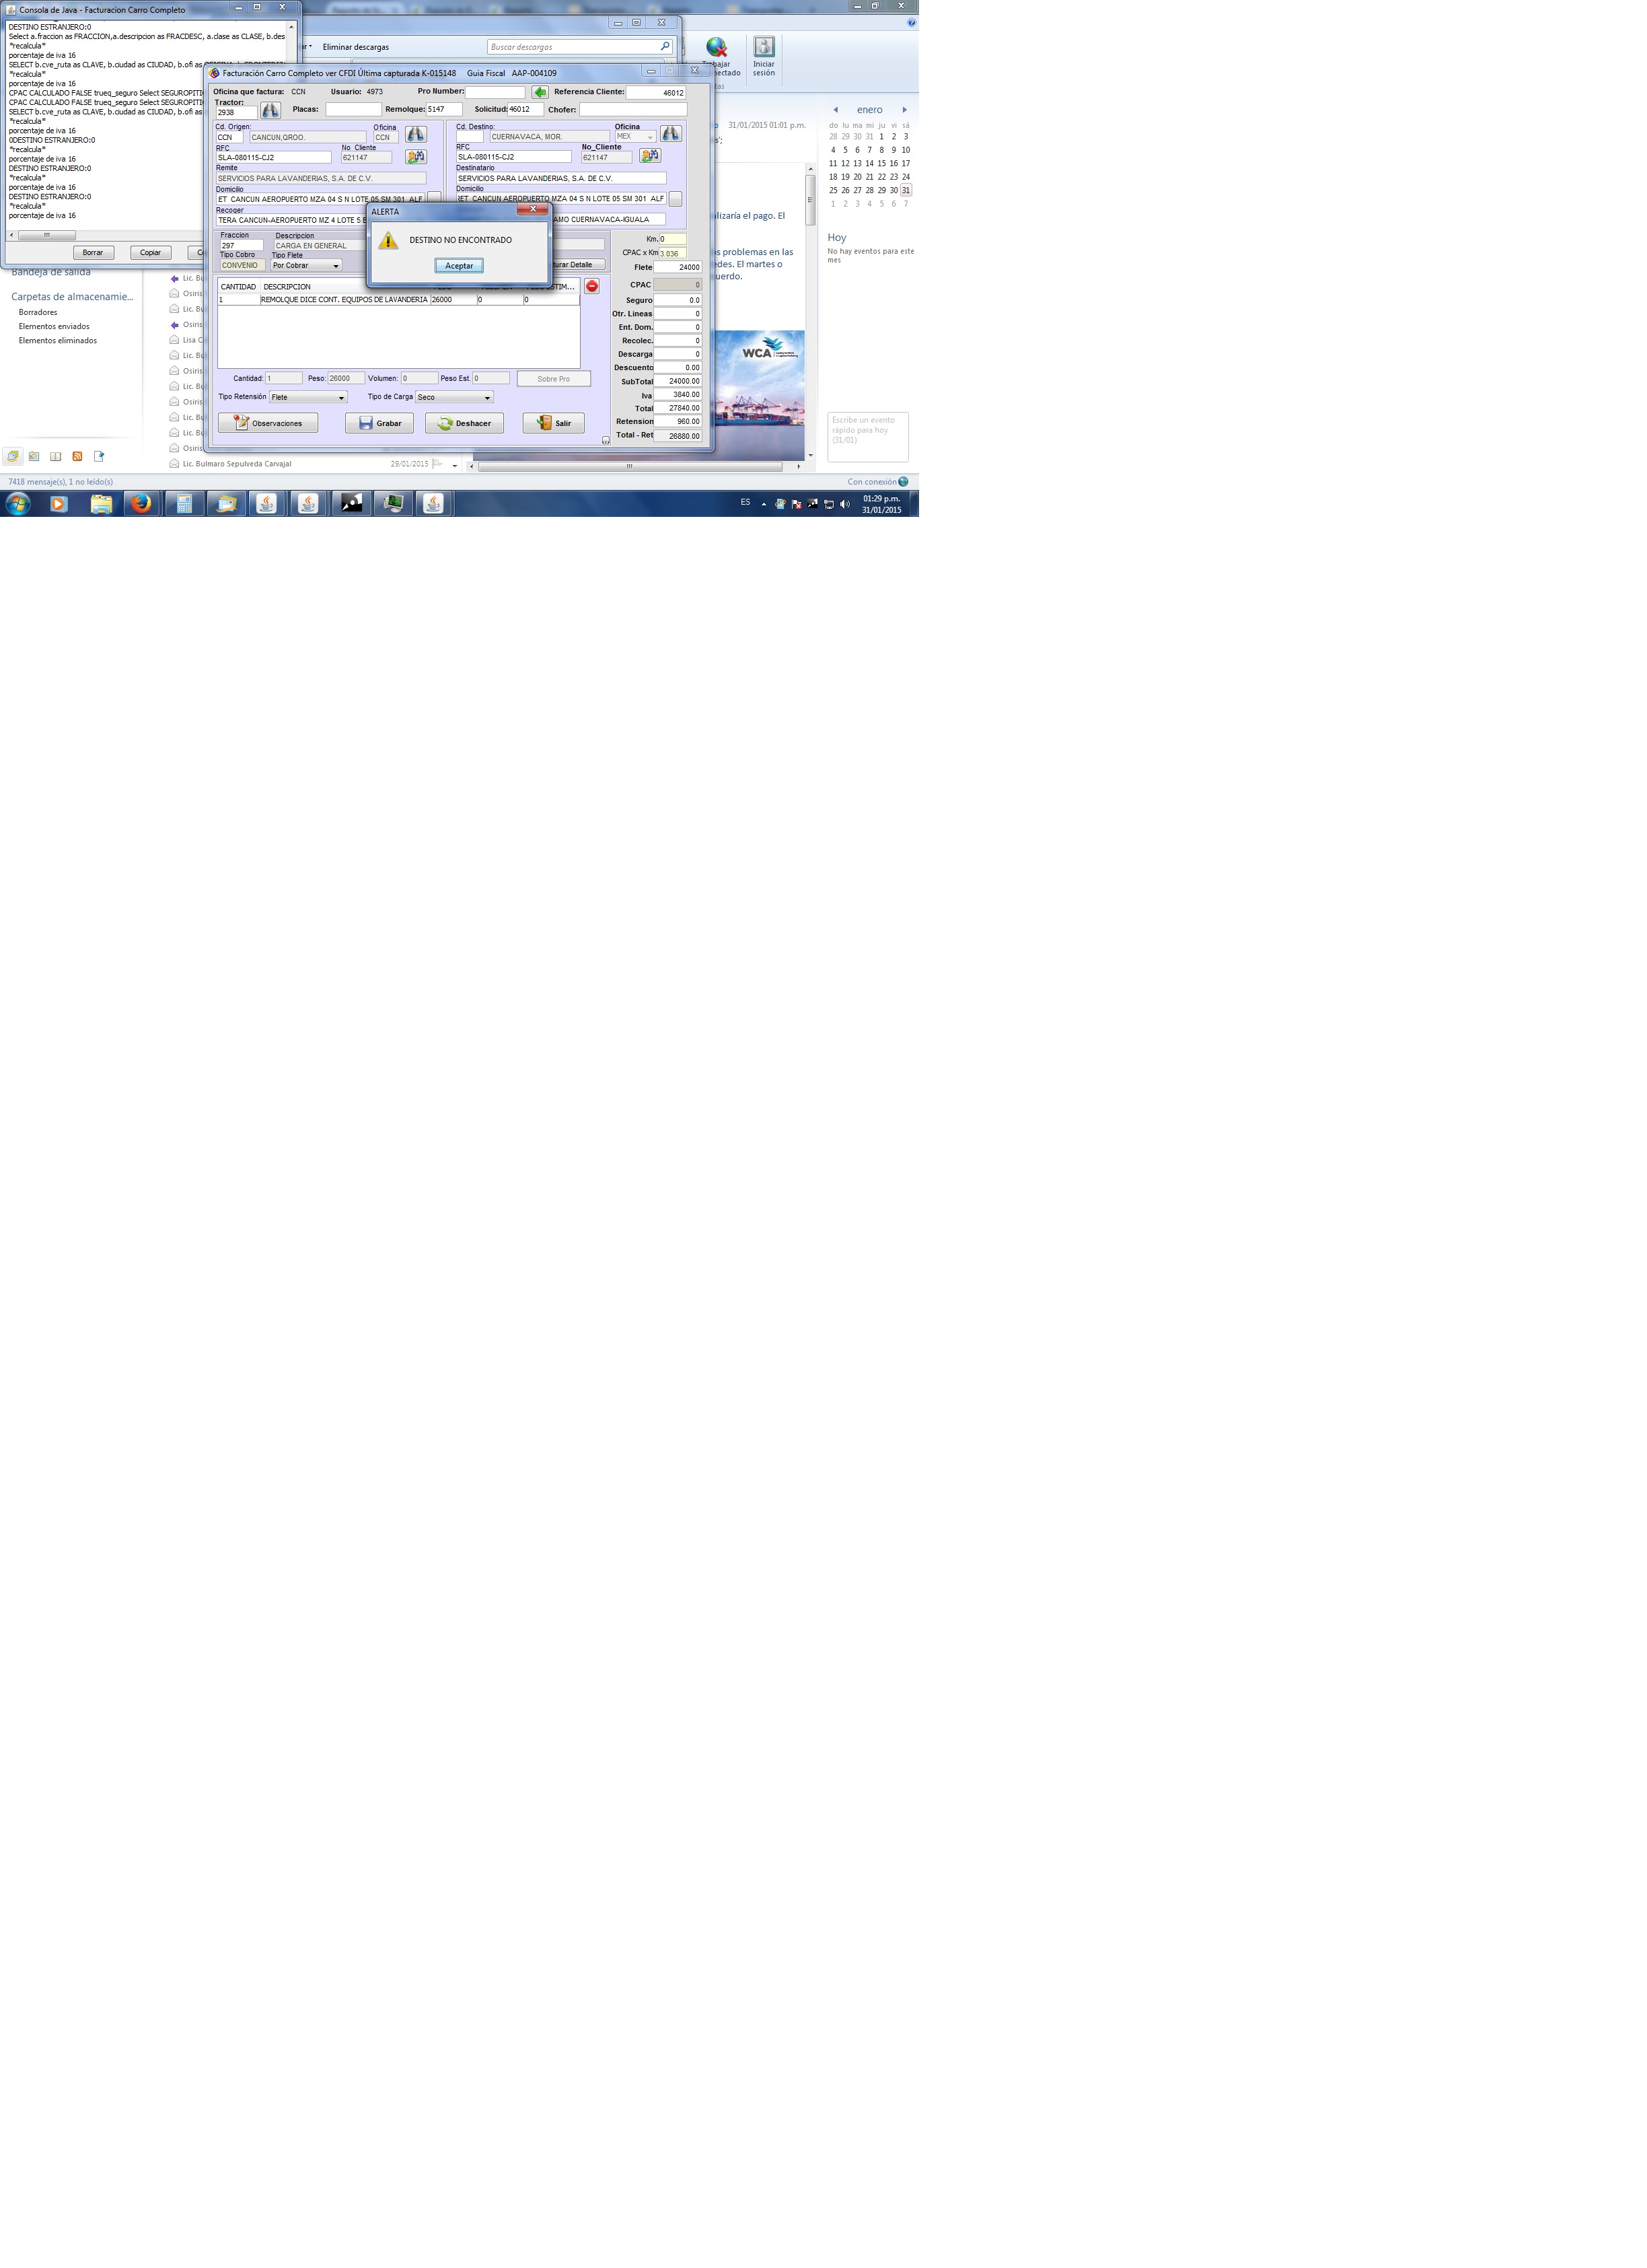 Consola de Java - Facturacion Carro Completo
DESTINO ESTRANJERO:0
Select a.fraccion as FRACCION,a.descripcion as FRACDESC, a.clase as CLASE, b.des
*recalcula*
porcentaje de iva 16
SELECT b.cve_ruta as CLAVE, b.ciudad as CIUDAD, b.ofi as
*recalcula*
porcentaje de iva 16
CPAC CALCULADO FALSE trueq_seguro Select SEGUROPITIC
CPAC CALCULADO FALSE trueq_seguro Select SEGUROPITIC
SELECT b.cve_ruta as CLAVE, b.ciudad as CIUDAD, b.ofi as
*recalcula*
porcentaje de iva 16
0DESTINO ESTRANJERO:0
*recalcula*
porcentaje de iva 16
DESTINO ESTRANJERO:0
*recalcula*
porcentaje de iva 16
DESTINO ESTRANJERO:0
*recalcula*
porcentaje de iva 16
Borrar Copiar
Eliminar descargas
Buscar descargas
Facturación Carro Completo ver CFDI Última capturada K-015148 Guia Fiscal AAP-004109
Oficina que factura: CCN Usuario: 4973 Pro Number: Referencia Cliente: 46012
Tractor: 2938 Placas: Remolque: 5147 Solicitud: 46012 Chofer:
Cd. Origen: Oficina
CCN CANCUN,QROO. CCN
RFC No_Cliente
SLA-080115-CJ2 621147
Remite
SERVICIOS PARA LAVANDERIAS, S.A. DE C.V.
Domicilio
ET CANCUN AEROPUERTO MZA 04 S N LOTE 05 SM 301 ALF
Recoger
TERA CANCUN-AEROPUERTO MZ 4 LOTE 5
Cd. Destino: Oficina
CUERNAVACA, MOR. MEX
RFC No_Cliente
SLA-080115-CJ2 621147
Destinatario
SERVICIOS PARA LAVANDERIAS, S.A. DE C.V.
Domicilio
RET CANCUN AEROPUERTO MZA 04 S N LOTE 05 SM 301 ALF
AMO CUERNAVACA-IGUALA
ALERTA
DESTINO NO ENCONTRADO
Aceptar
Fraccion Descripcion
297 CARGA EN GENERAL
Tipo Cobro Tipo Flete
CONVENIO Por Cobrar
turar Detalle
CANTIDAD DESCRIPCION
1 REMOLQUE DICE CONT. EQUIPOS DE LAVANDERIA 26000 0 0
Cantidad: 1 Peso: 26000 Volumen: 0 Peso Est. 0 Sobre Pro
Tipo Retensión Flete Tipo de Carga Seco
Observaciones Grabar Deshacer Salir
Km. 0
CPAC x Km 3.036
Flete 24000
CPAC 0
Seguro 0.0
Otr. Lineas 0
Ent. Dom. 0
Recolec. 0
Descarga 0
Descuento 0.00
SubTotal 24000.00
Iva 3840.00
Total 27840.00
Retension 960.00
Total - Ret 26880.00
Bandeja de salida
Carpetas de almacenamie...
Borradores
Elementos enviados
Elementos eliminados
Lic. Bu
Osiris
Lic. Bu
Osiris
Lisa C
Lic. Bu
Osiris
Lic. Bu
Osiris
Lic. Bu
Lic. Bu
Osiris
Lic. Bulmaro Sepulveda Carvajal 29/01/2015
Iniciar sesión
31/01/2015 01:01 p.m.
alizaría el pago. El
os problemas en las
edes. El martes o
uerdo.
WCA
enero
do lu ma mi ju vi sá
28 29 30 31 1 2 3
4 5 6 7 8 9 10
11 12 13 14 15 16 17
18 19 20 21 22 23 24
25 26 27 28 29 30 31
1 2 3 4 5 6 7
Hoy
No hay eventos para este mes
Escribe un evento
rápido para hoy
(31/01)
7418 mensaje(s), 1 no leído(s)
Con conexión
ES
01:29 p.m.
31/01/2015